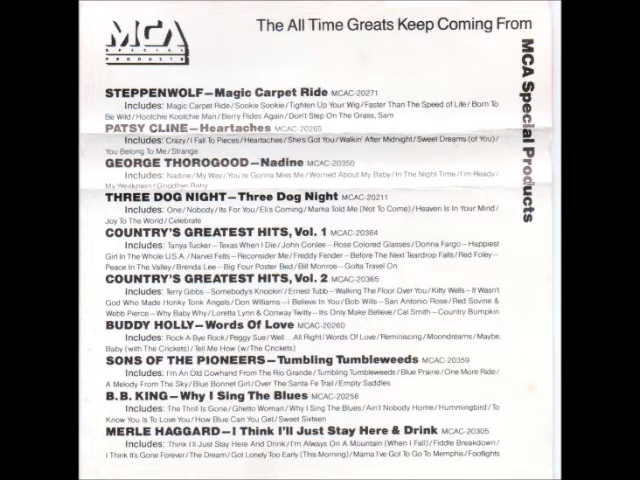 MCA
SPECIAL
PRODUCTS
The All Time Greats Keep Coming From
MCA Special Products
STEPPENWOLF—Magic Carpet Ride MCAC-20271
Includes: Magic Carpet Ride/Sookie Sookie/Tighten Up Your Wig/Faster Than The Speed of Life/Born To
Be Wild/Hootchie Kootchie Man/Berry Rides Again/Don't Step On The Grass, Sam
PATSY CLINE—Heartaches MCAC-20265
Includes: Crazy/I Fall To Pieces/Heartaches/She's Got You/Walkin' After Midnight/Sweet Dreams (of You)/
You Belong To Me/Strange
GEORGE THOROGOOD—Nadine MCAC-20350
Includes: Nadine/My Way/You're Gonna Miss Me/Worried About My Baby/In The Night Time/I'm Ready/
My Weakness/Goodbye Baby
THREE DOG NIGHT—Three Dog Night MCAC-20211
Includes: One/Nobody/Its For You/Eli's Coming/Mama Told Me (Not To Come)/Heaven Is In Your Mind/
Joy To The World/Celebrate
COUNTRY'S GREATEST HITS, Vol. 1 MCAC-20364
Includes: Tanya Tucker—Texas When I Die/John Conlee—Rose Colored Glasses/Donna Fargo—Happiest
Girl In The Whole U.S.A./Narvel Felts—Reconsider Me/Freddy Fender—Before The Next Teardrop Falls/Red Foley—
Peace In The Valley/Brenda Lee—Big Four Poster Bed/Bill Monroe—Gotta Travel On
COUNTRY'S GREATEST HITS, Vol. 2 MCAC-20365
Includes: Terry Gibbs—Somebody's Knockin'/Ernest Tubb—Walking The Floor Over You/Kitty Wells—It Wasn't
God Who Made Honky Tonk Angels/Don Williams—I Believe In You/Bob Wills—San Antonio Rose/Red Sovine &
Webb Pierce—Why Baby Why/Loretta Lynn & Conway Twitty—Its Only Make Believe/Cal Smith—Country Bumpkin
BUDDY HOLLY—Words Of Love MCAC-20260
Includes: Rock-A-Bye Rock/Peggy Sue/Well...All Right/Words Of Love/Reminiscing/Moondreams/Maybe,
Baby (with The Crickets)/Tell Me How (w/The Crickets)
SONS OF THE PIONEERS—Tumbling Tumbleweeds MCAC-20359
Includes: I'm An Old Cowhand From The Rio Grande/Tumbling Tumbleweeds/Blue Prairie/One More Ride/
A Melody From The Sky/Blue Bonnet Girl/Over The Santa Fe Trail/Empty Saddles
B.B. KING—Why I Sing The Blues MCAC-20256
Includes: The Thrill Is Gone/Ghetto Woman/Why I Sing The Blues/Ain't Nobody Home/Hummingbird/To
Know You Is To Love You/How Blue Can You Get/Sweet Sixteen
MERLE HAGGARD—I Think I'll Just Stay Here & Drink MCAC-20305
Includes: Think I'll Just Stay Here And Drink/I'm Always On A Mountain (When I Fall)/Fiddle Breakdown/
I Think It's Gone Forever/The Dream/Got Lonely Too Early (This Morning)/Mama I've Got To Go To Memphis/Footlights